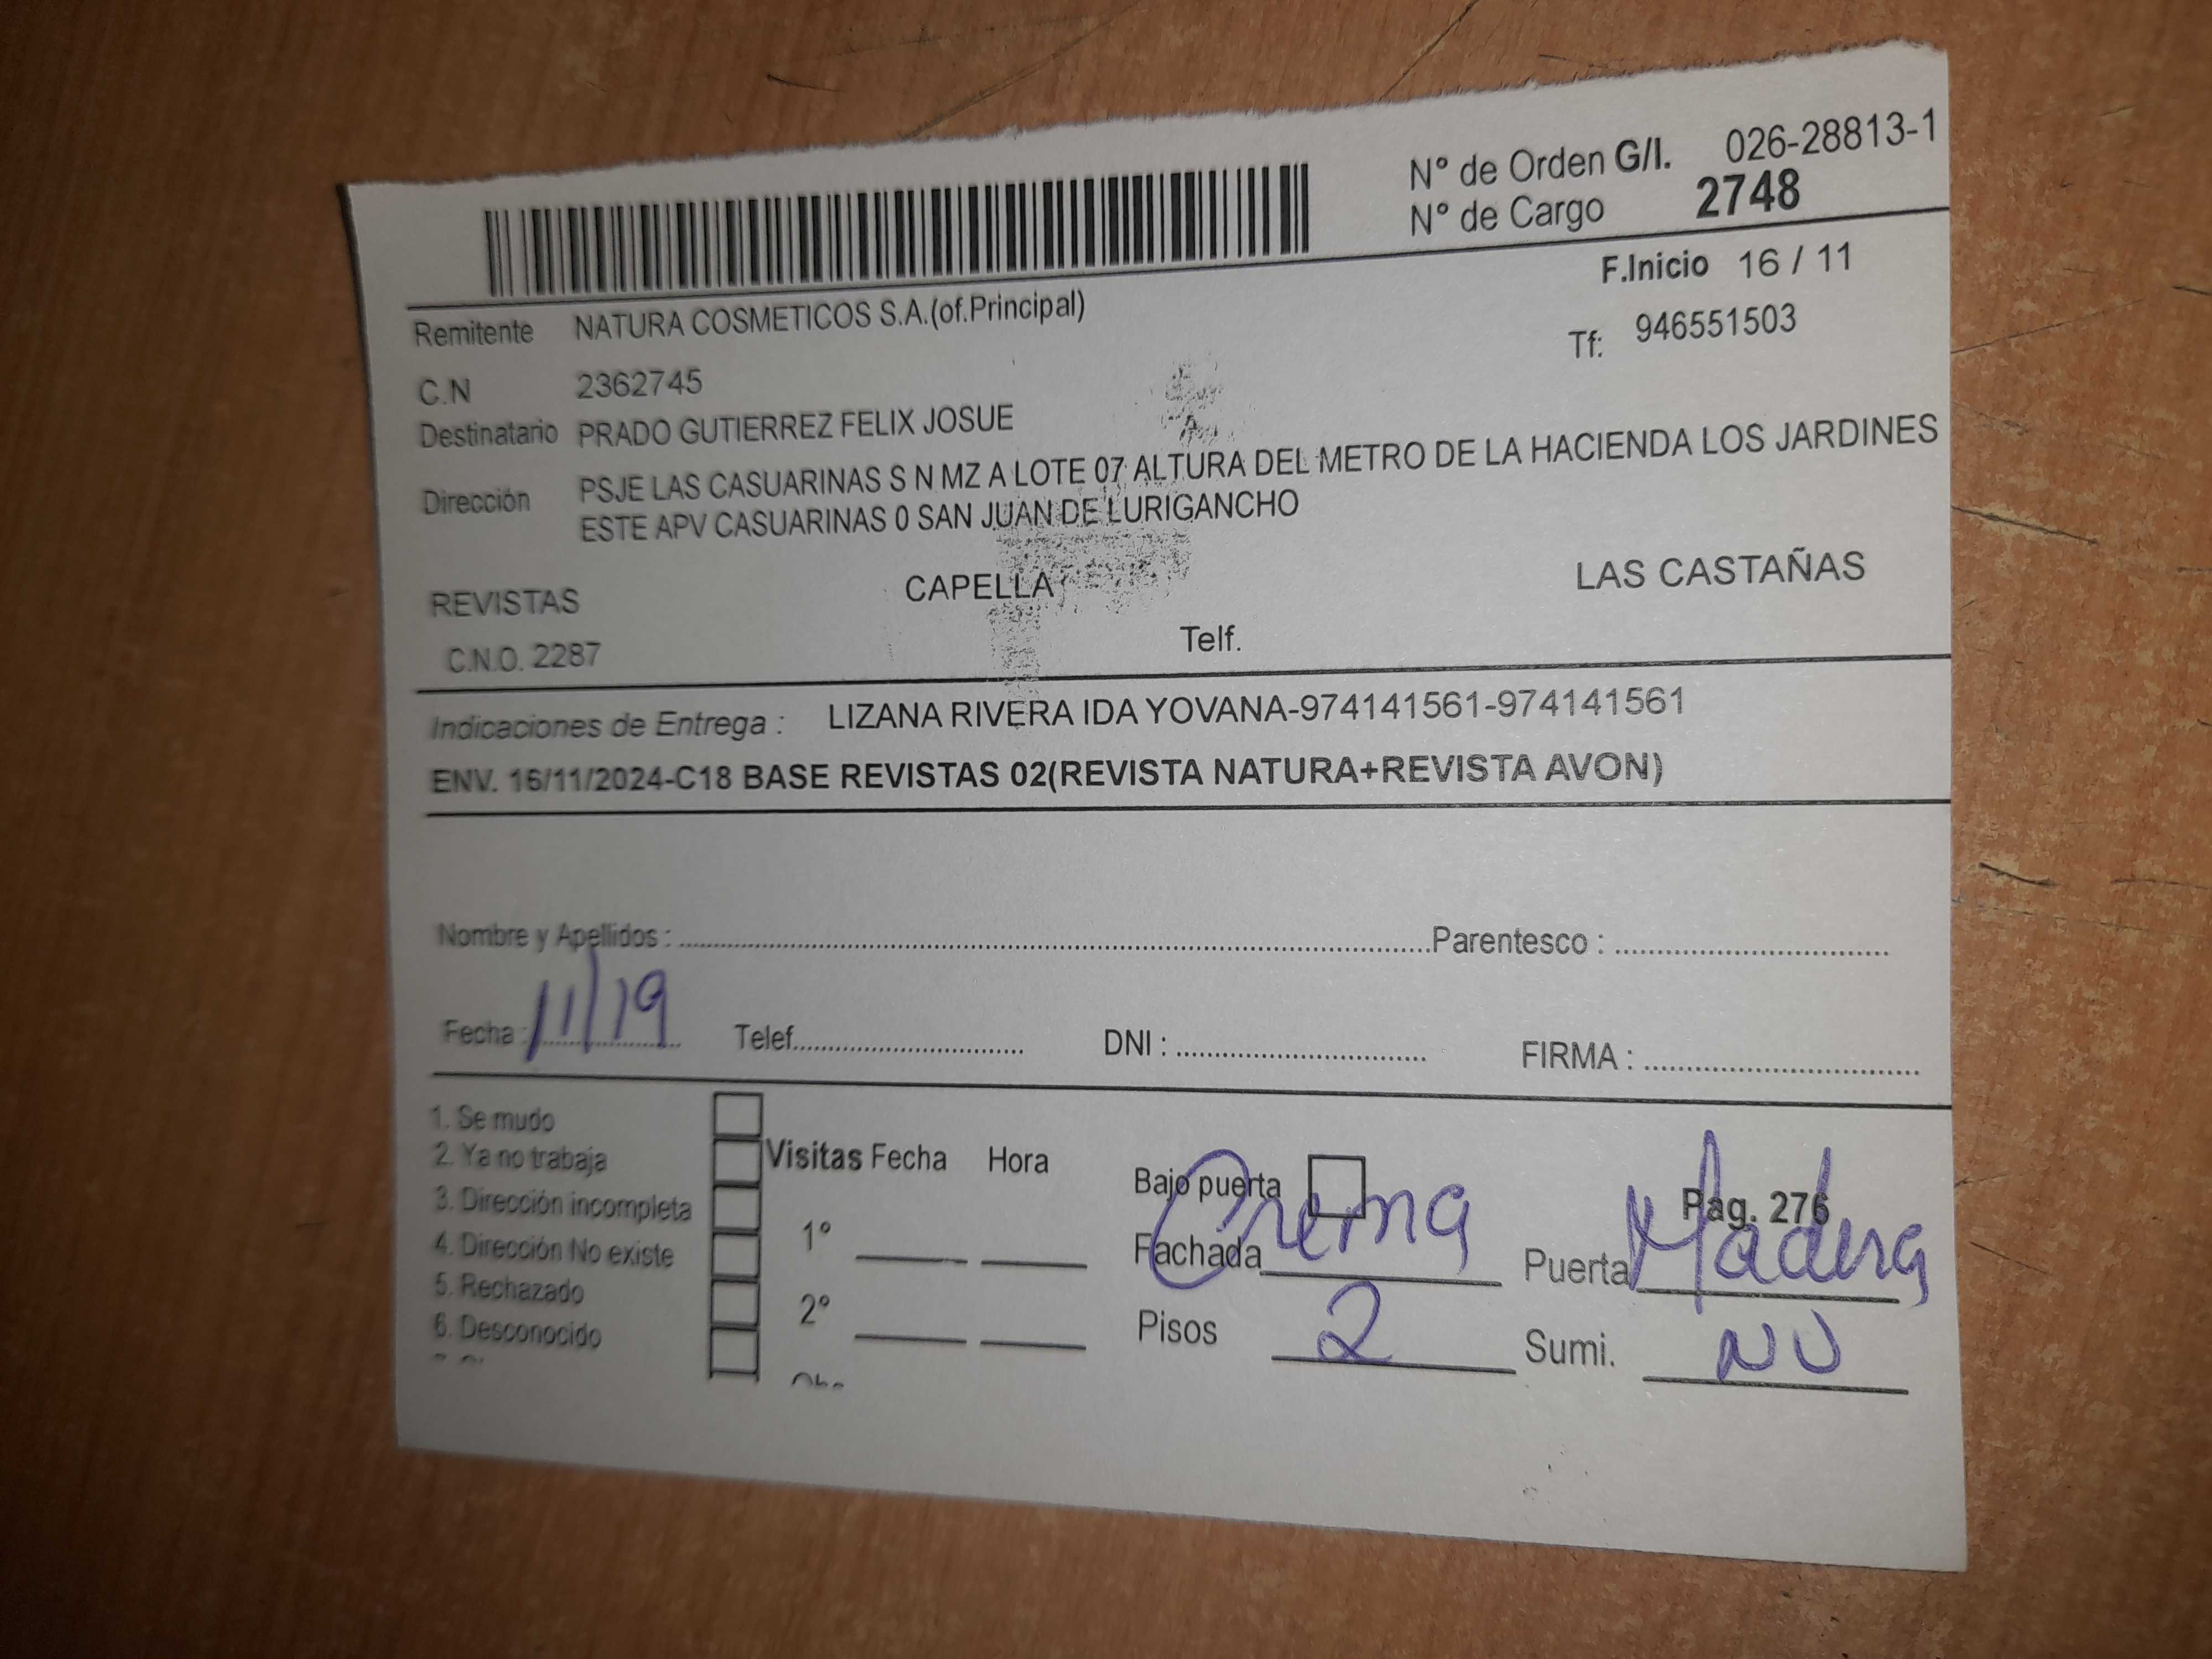 N° de Orden G/I. 026-28813-1
N° de Cargo 2748
F.Inicio 16 / 11
Remitente NATURA COSMETICOS S.A.(of.Principal)
Tf: 946551503
C.N 2362745
Destinatario PRADO GUTIERREZ FELIX JOSUE
Dirección PSJE LAS CASUARINAS S N MZ A LOTE 07 ALTURA DEL METRO DE LA HACIENDA LOS JARDINES
ESTE APV CASUARINAS 0 SAN JUAN DE LURIGANCHO
REVISTAS CAPELLA LAS CASTAÑAS
C.N.O. 2287 Telf.
Indicaciones de Entrega : LIZANA RIVERA IDA YOVANA-974141561-974141561
ENV. 16/11/2024-C18 BASE REVISTAS 02(REVISTA NATURA+REVISTA AVON)
Nombre y Apellidos : Parentesco :
Fecha : 11/19 Telef. DNI : FIRMA :
1. Se mudo
2. Ya no trabaja
3. Dirección incompleta
4. Dirección No existe
5. Rechazado
6. Desconocido
Visitas Fecha Hora
1°
2°
Bajo puerta Pag. 276
Fachada Crema Puerta Madera
Pisos 2 Sumi. NO